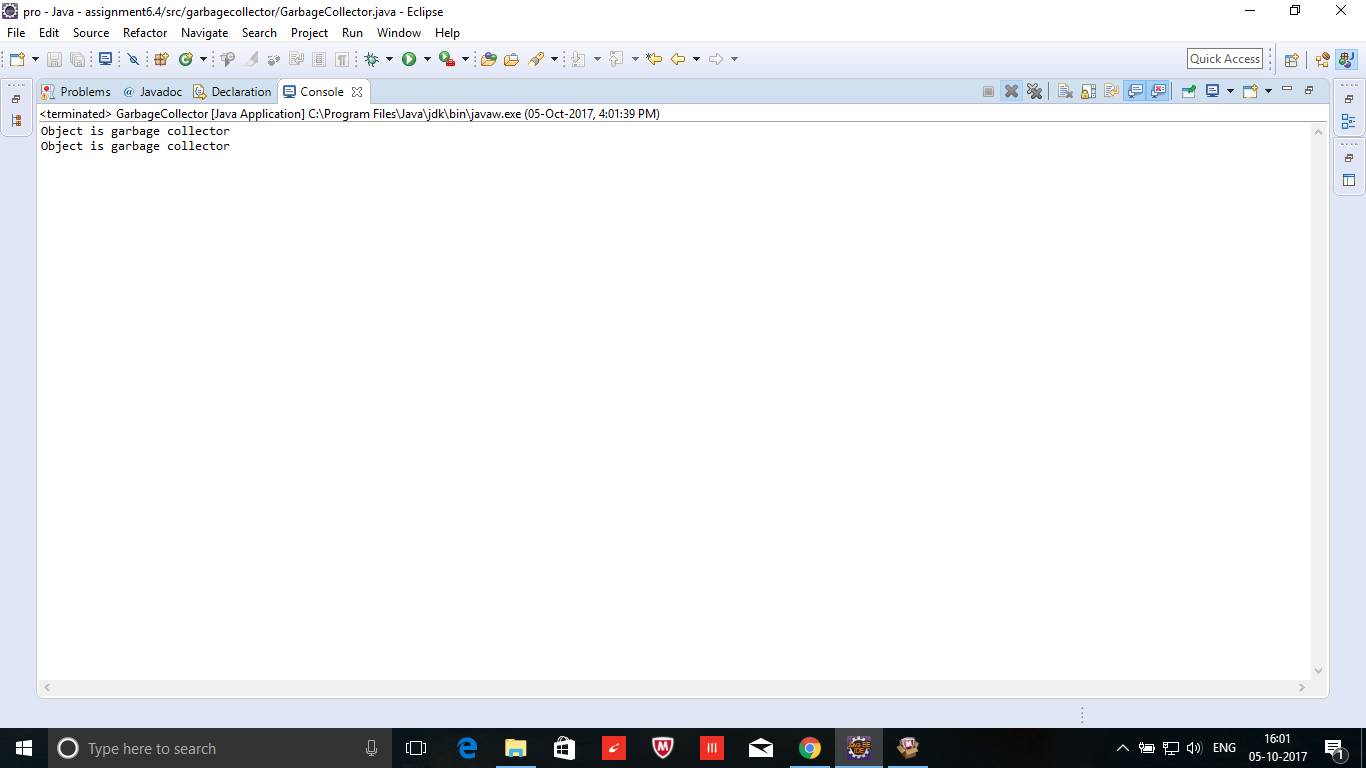 pro - Java - assignment6.4/src/garbagecollector/GarbageCollector.java - Eclipse
File Edit Source Refactor Navigate Search Project Run Window Help
Quick Access
Problems @ Javadoc Declaration Console
<terminated> GarbageCollector [Java Application] C:\Program Files\Java\jdk\bin\javaw.exe (05-Oct-2017, 4:01:39 PM)
Object is garbage collector
Object is garbage collector
Type here to search
ENG
16:01
05-10-2017
1